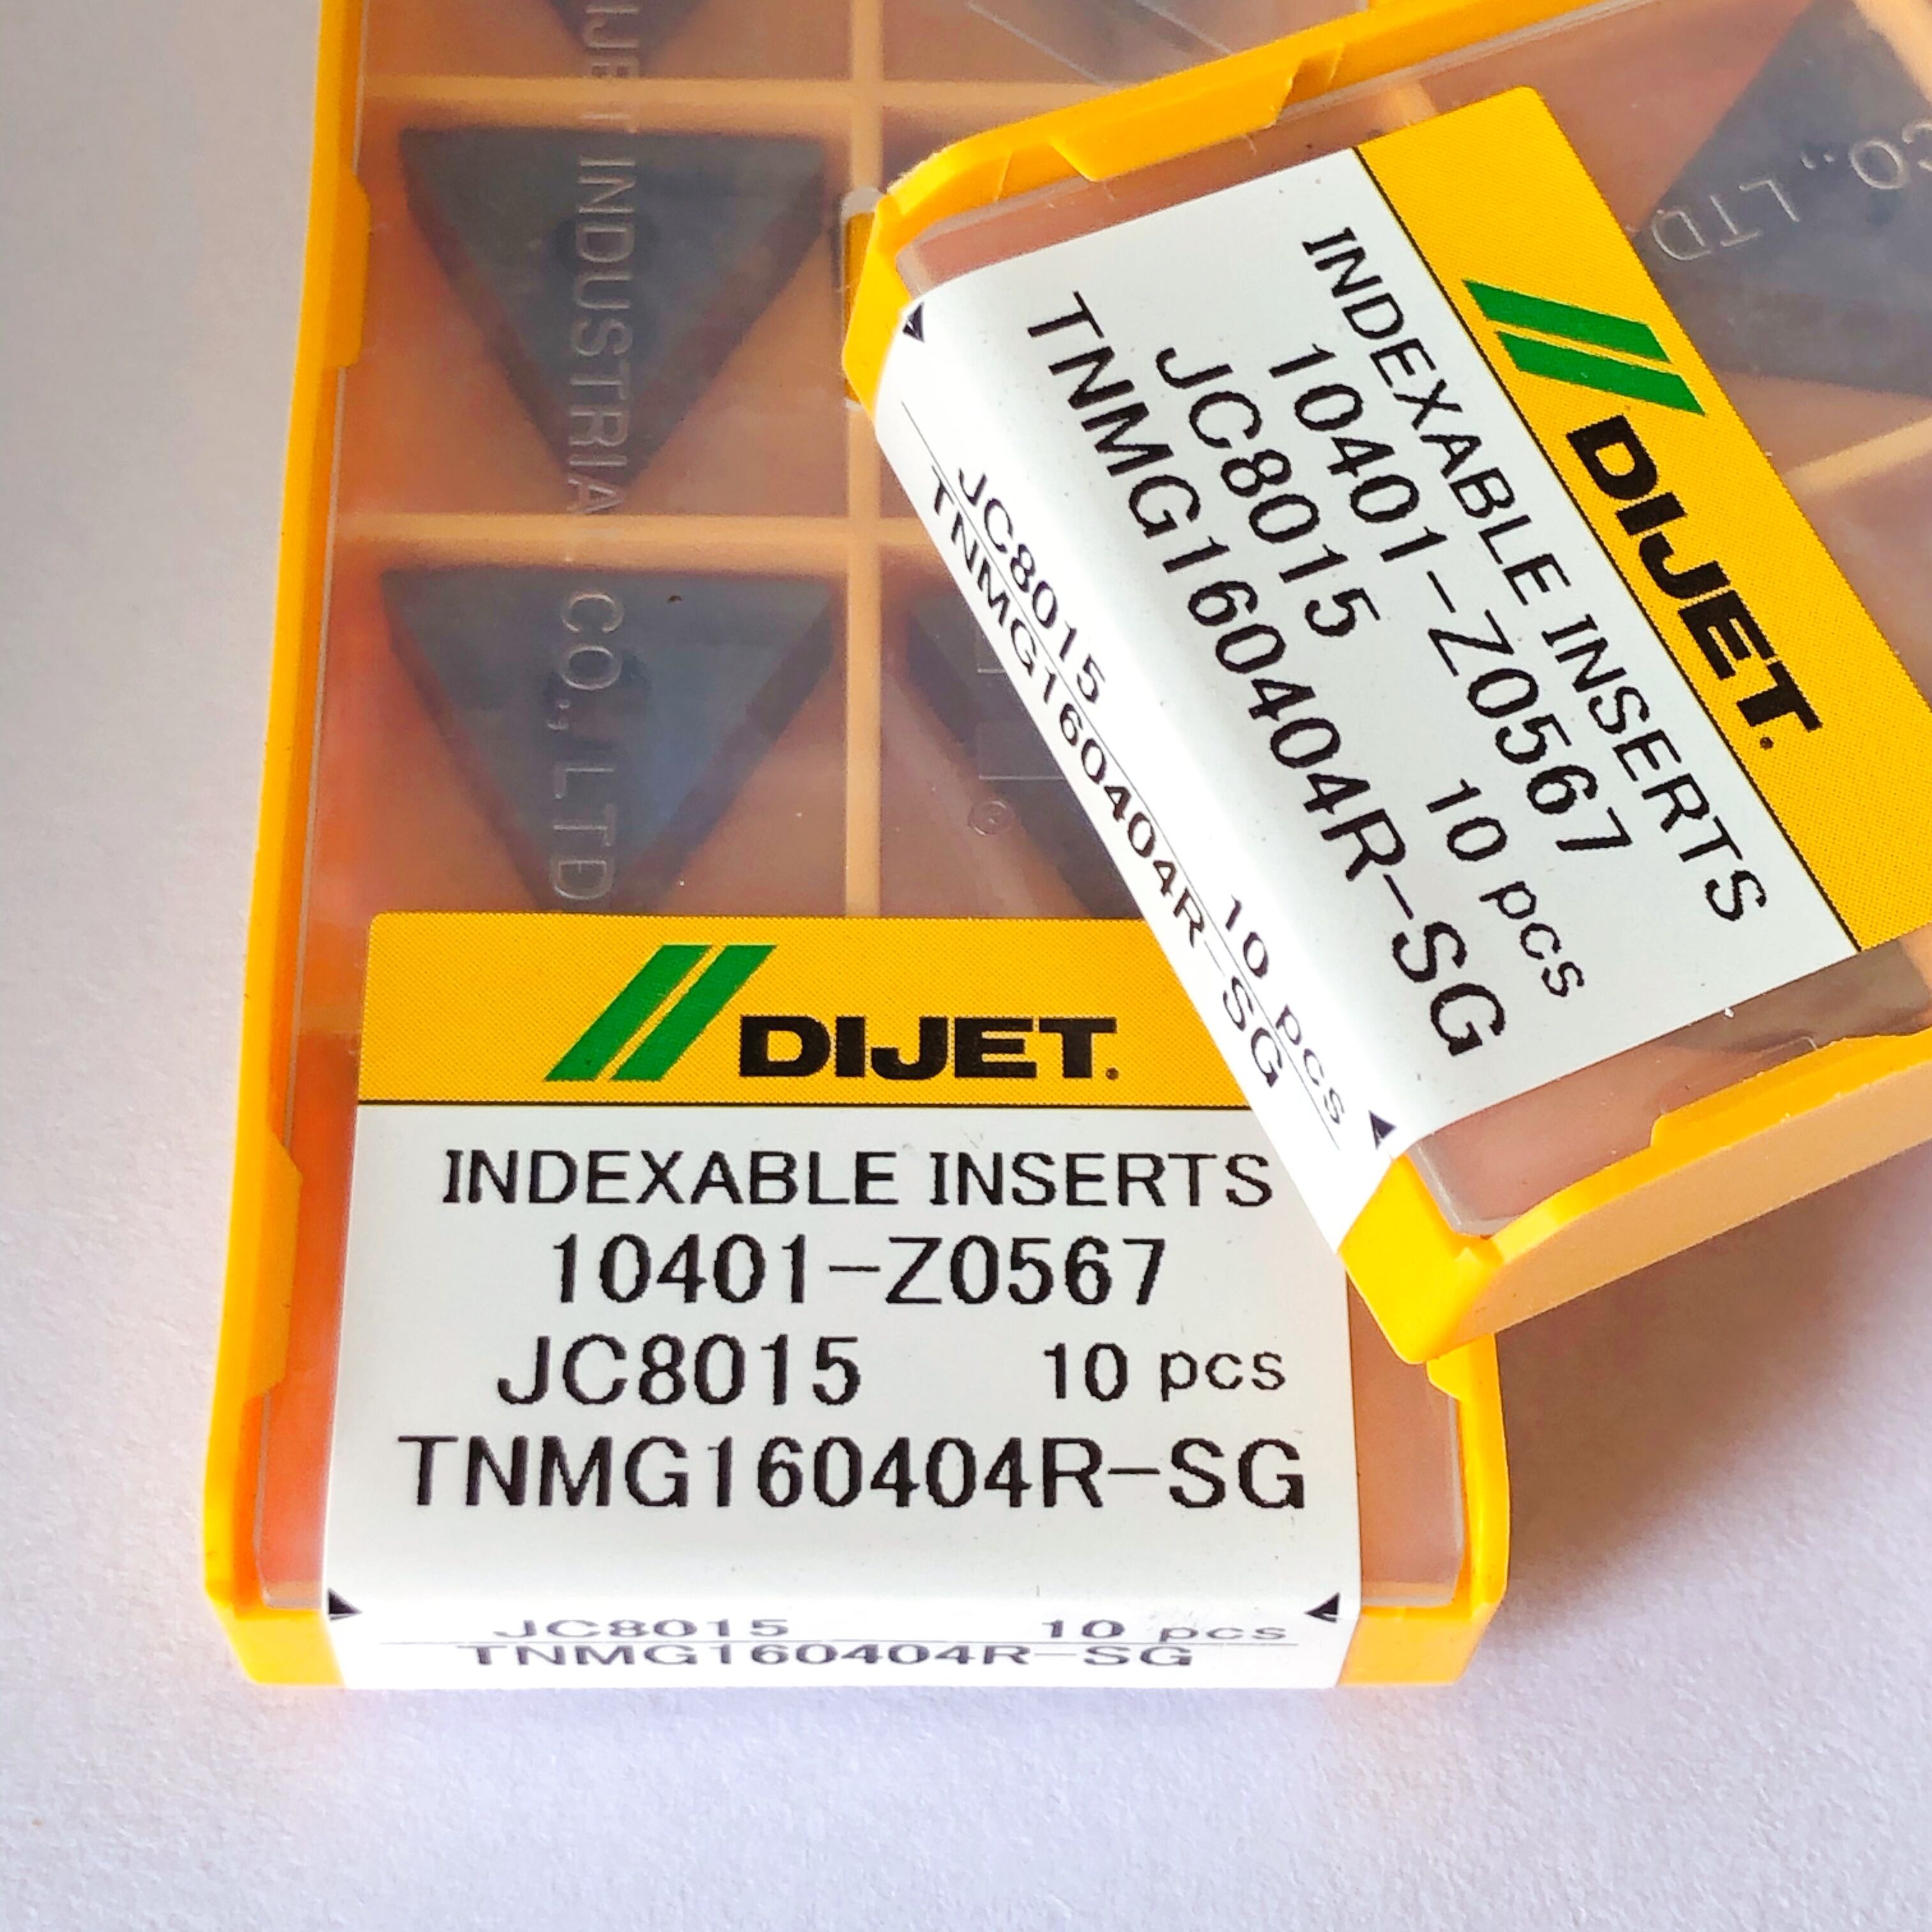 DIJET INDUSTRIAL CO.,LTD
DIJET.
INDEXABLE INSERTS
10401-Z0567
JC8015 10 pcs
TNMG160404R-SG
JC8015 10 pcs
TNMG160404R-SG
CO.,LTD
DIJET.
INDEXABLE INSERTS
10401-Z0567
JC8015 10 pcs
TNMG160404R-SG
JC8015 10 pcs
TNMG160404R-SG